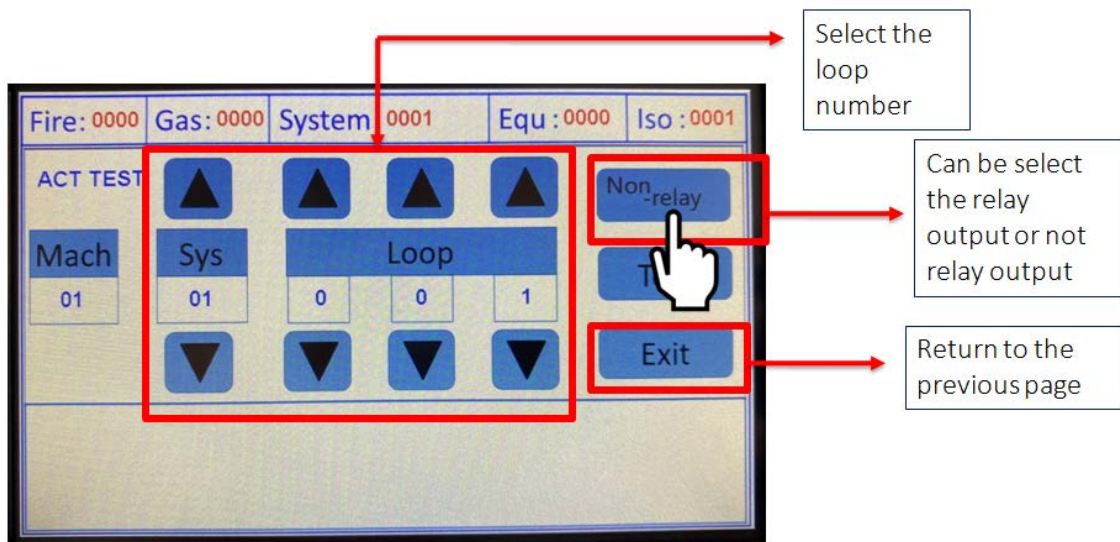 Select the
loop
number
Fire: 0000 Gas: 0000 System 0001 Equ : 0000 Iso : 0001
ACT TEST
Non
-relay
Can be select
the relay
output or not
relay output
Mach Sys Loop
01 01 0 0 1
Exit
Return to the
previous page